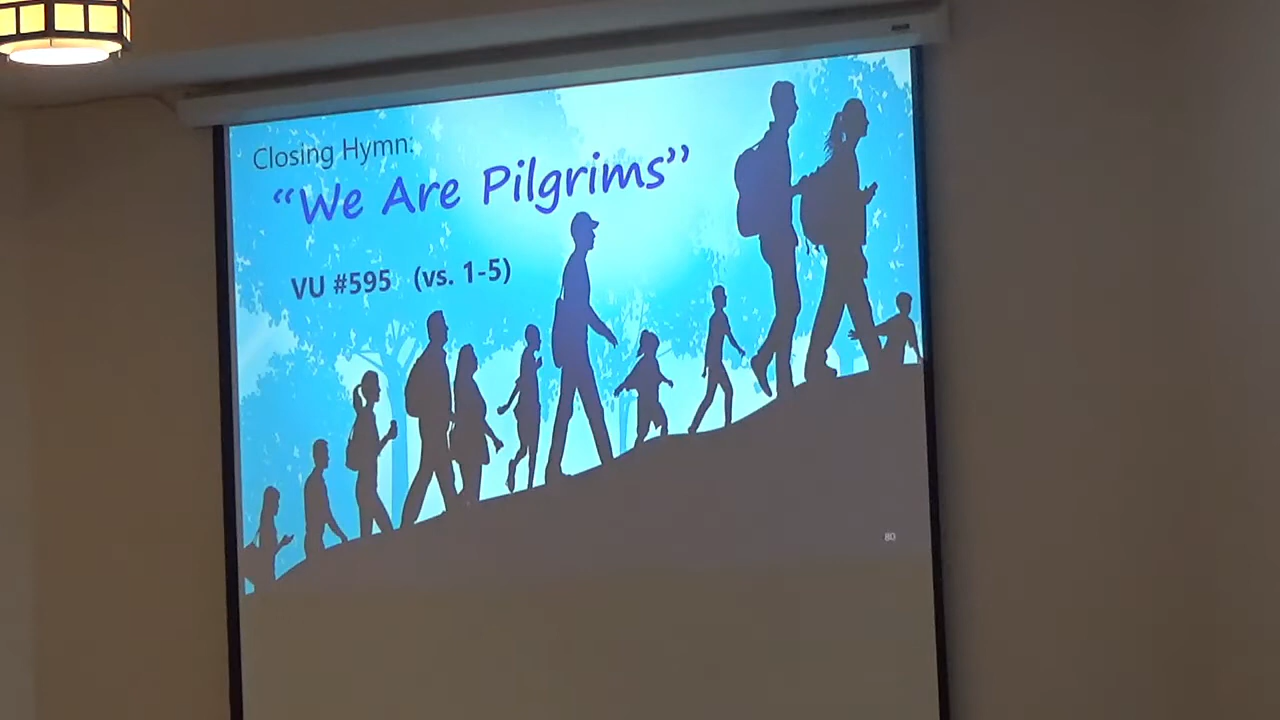 Closing Hymn:
“We Are Pilgrims”
VU #595 (vs. 1-5)
80